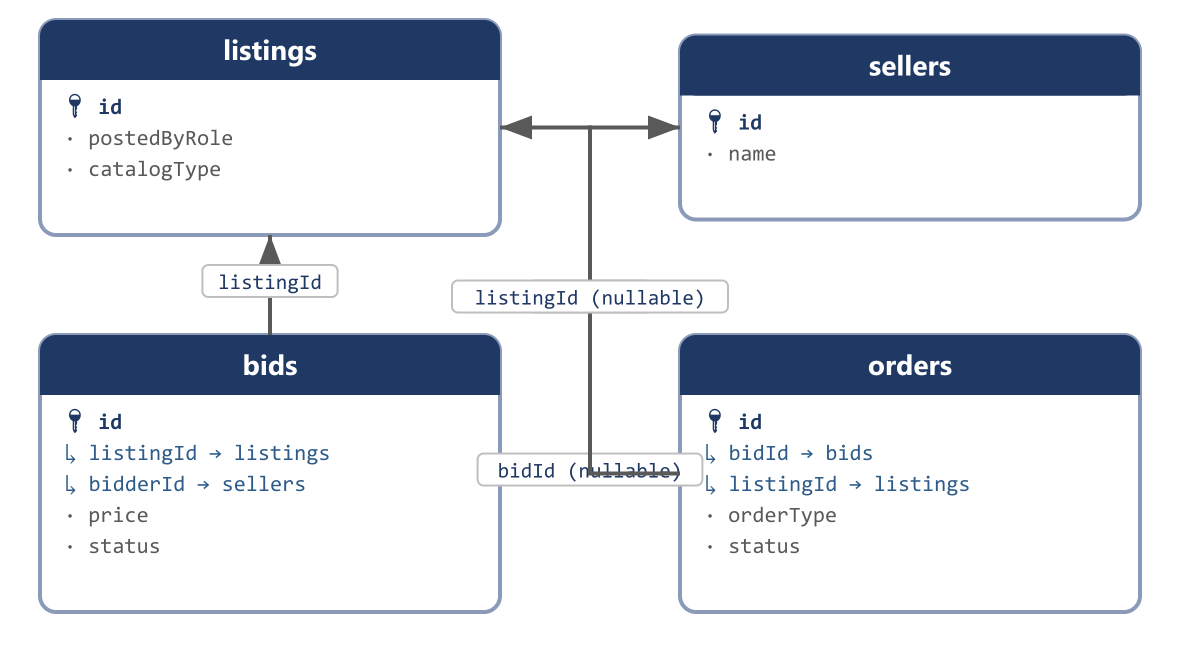 listings
id
· postedByRole
· catalogType
sellers
id
· name
listingId
listingId (nullable)
bids
id
↳ listingId → listings
↳ bidderId → sellers
· price
· status
bidId (nullable)
orders
id
↳ bidId → bids
↳ listingId → listings
· orderType
· status